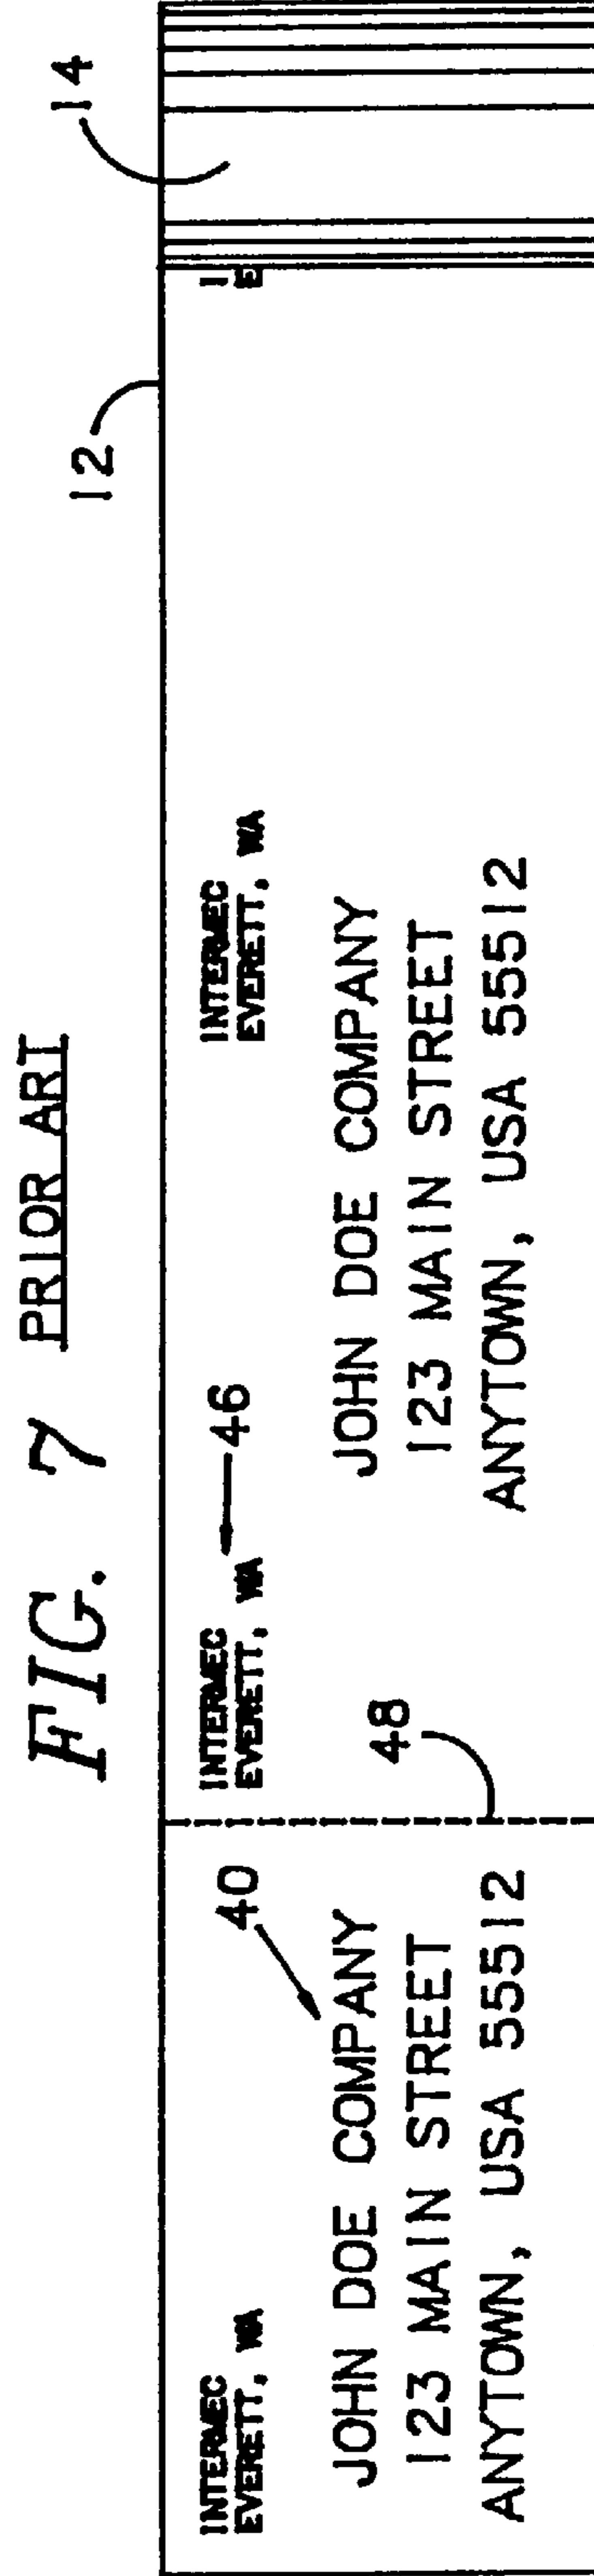 FIG. 7 PRIOR ART
12
14
INTERMEC
EVERETT, WA
40
JOHN DOE COMPANY
123 MAIN STREET
ANYTOWN, USA 55512
INTERMEC
EVERETT, WA
46
48
INTERMEC
EVERETT, WA
JOHN DOE COMPANY
123 MAIN STREET
ANYTOWN, USA 55512
I
E